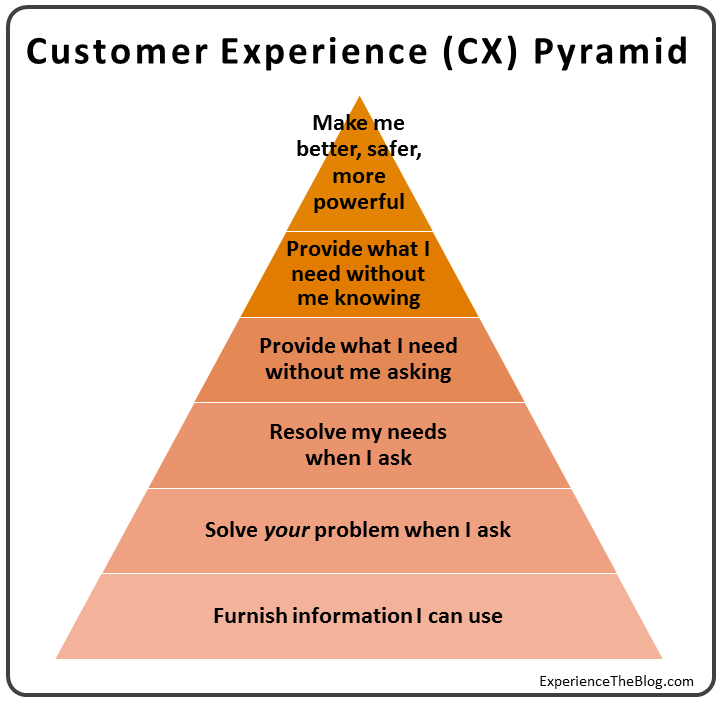 Customer Experience (CX) Pyramid
Make me
better, safer,
more
powerful
Provide what I
need without
me knowing
Provide what I need
without me asking
Resolve my needs
when I ask
Solve your problem when I ask
Furnish information I can use
ExperienceTheBlog.com